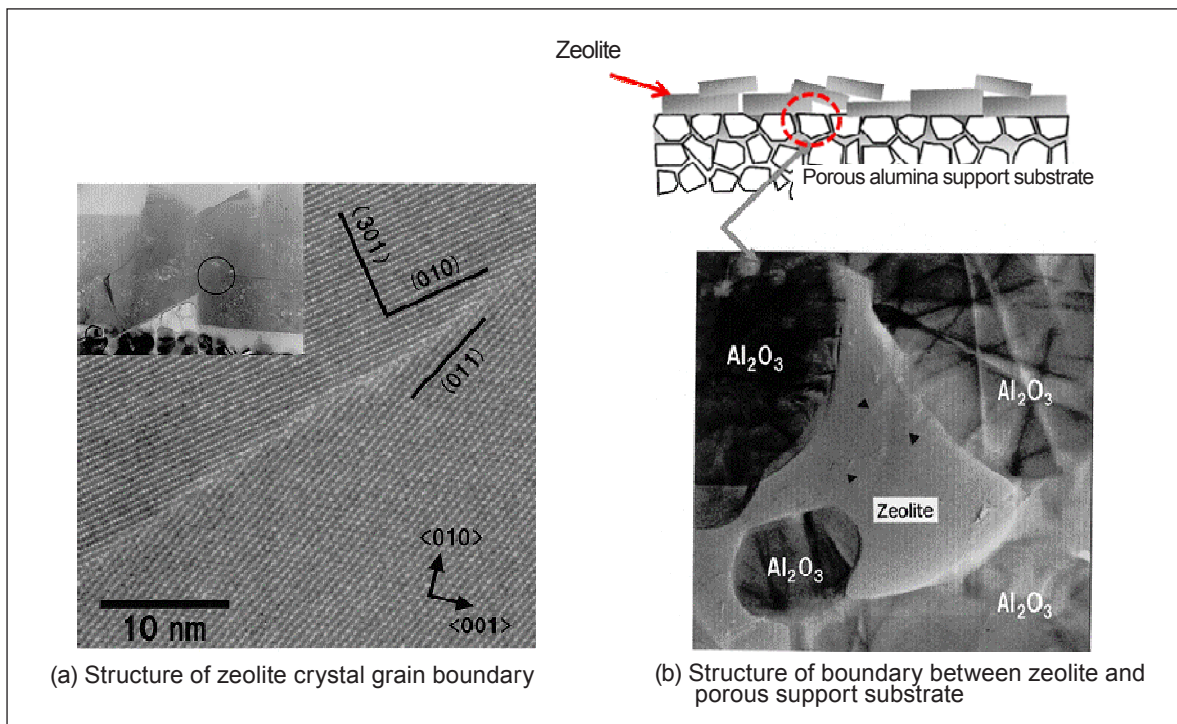 Zeolite
Porous alumina support substrate
(301)
(010)
(011)
<010>
<001>
10 nm
(a) Structure of zeolite crystal grain boundary
Al₂O₃
Al₂O₃
Zeolite
Al₂O₃
Al₂O₃
(b) Structure of boundary between zeolite and
porous support substrate